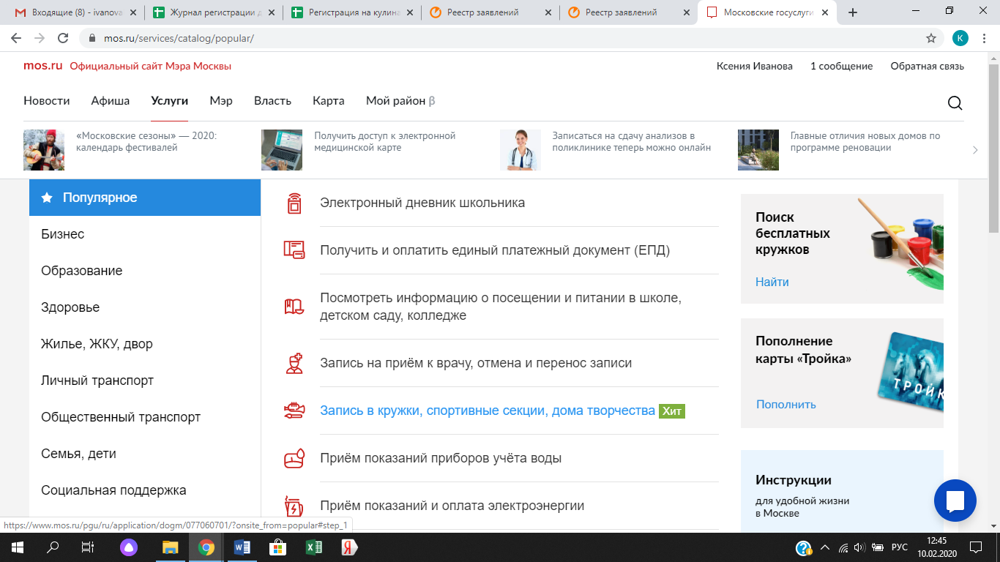 Входящие (8) - ivanova
Журнал регистрации д
Регистрация на кулина
Реестр заявлений
Реестр заявлений
Московские госуслуги
mos.ru/services/catalog/popular/
K
mos.ru Официальный сайт Мэра Москвы
Ксения Иванова
1 сообщение
Обратная связь
Новости
Афиша
Услуги
Мэр
Власть
Карта
Мой район β
«Московские сезоны» — 2020:
календарь фестивалей
Получить доступ к электронной
медицинской карте
Записаться на сдачу анализов в
поликлинике теперь можно онлайн
Главные отличия новых домов по
программе реновации
Популярное
Бизнес
Образование
Здоровье
Жилье, ЖКУ, двор
Личный транспорт
Общественный транспорт
Семья, дети
Социальная поддержка
Электронный дневник школьника
Получить и оплатить единый платежный документ (ЕПД)
Посмотреть информацию о посещении и питании в школе,
детском саду, колледже
Запись на приём к врачу, отмена и перенос записи
Запись в кружки, спортивные секции, дома творчества Хит
Приём показаний приборов учёта воды
Приём показаний и оплата электроэнергии
Поиск
бесплатных
кружков
Найти
Пополнение
карты «Тройка»
Пополнить
ТРОЙК
Инструкции
для удобной жизни
в Москве
https://www.mos.ru/pgu/ru/application/dogm/077060701/?onsite_from=popular#step_1
РУС
12:45
10.02.2020